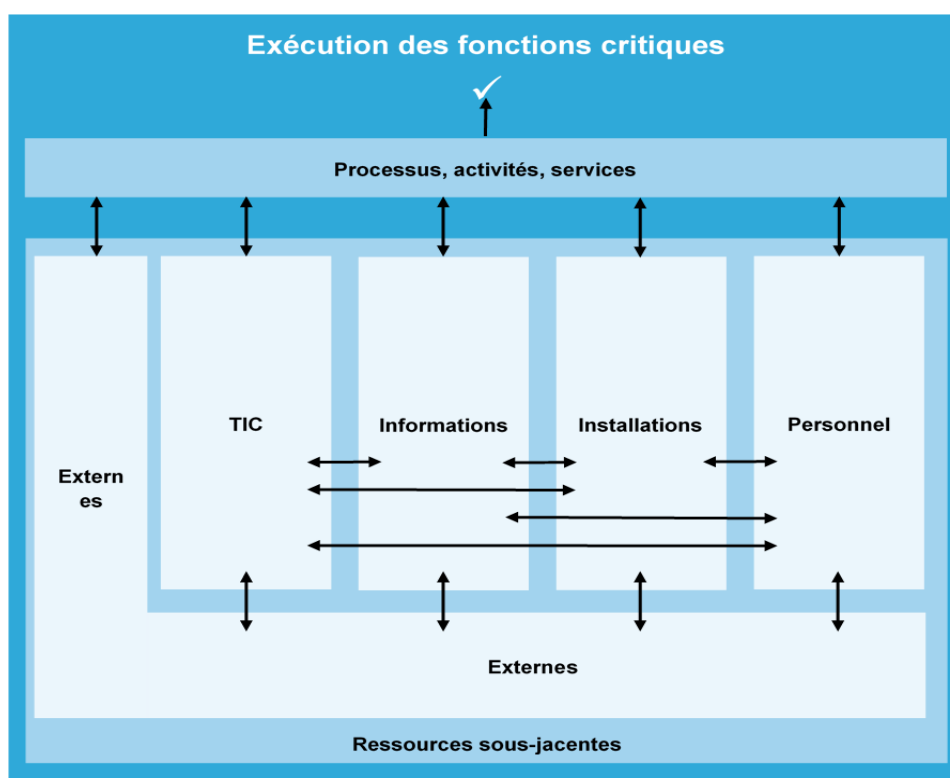 Exécution des fonctions critiques
Processus, activités, services
TIC
Informations
Installations
Personnel
Extern
es
Externes
Ressources sous-jacentes